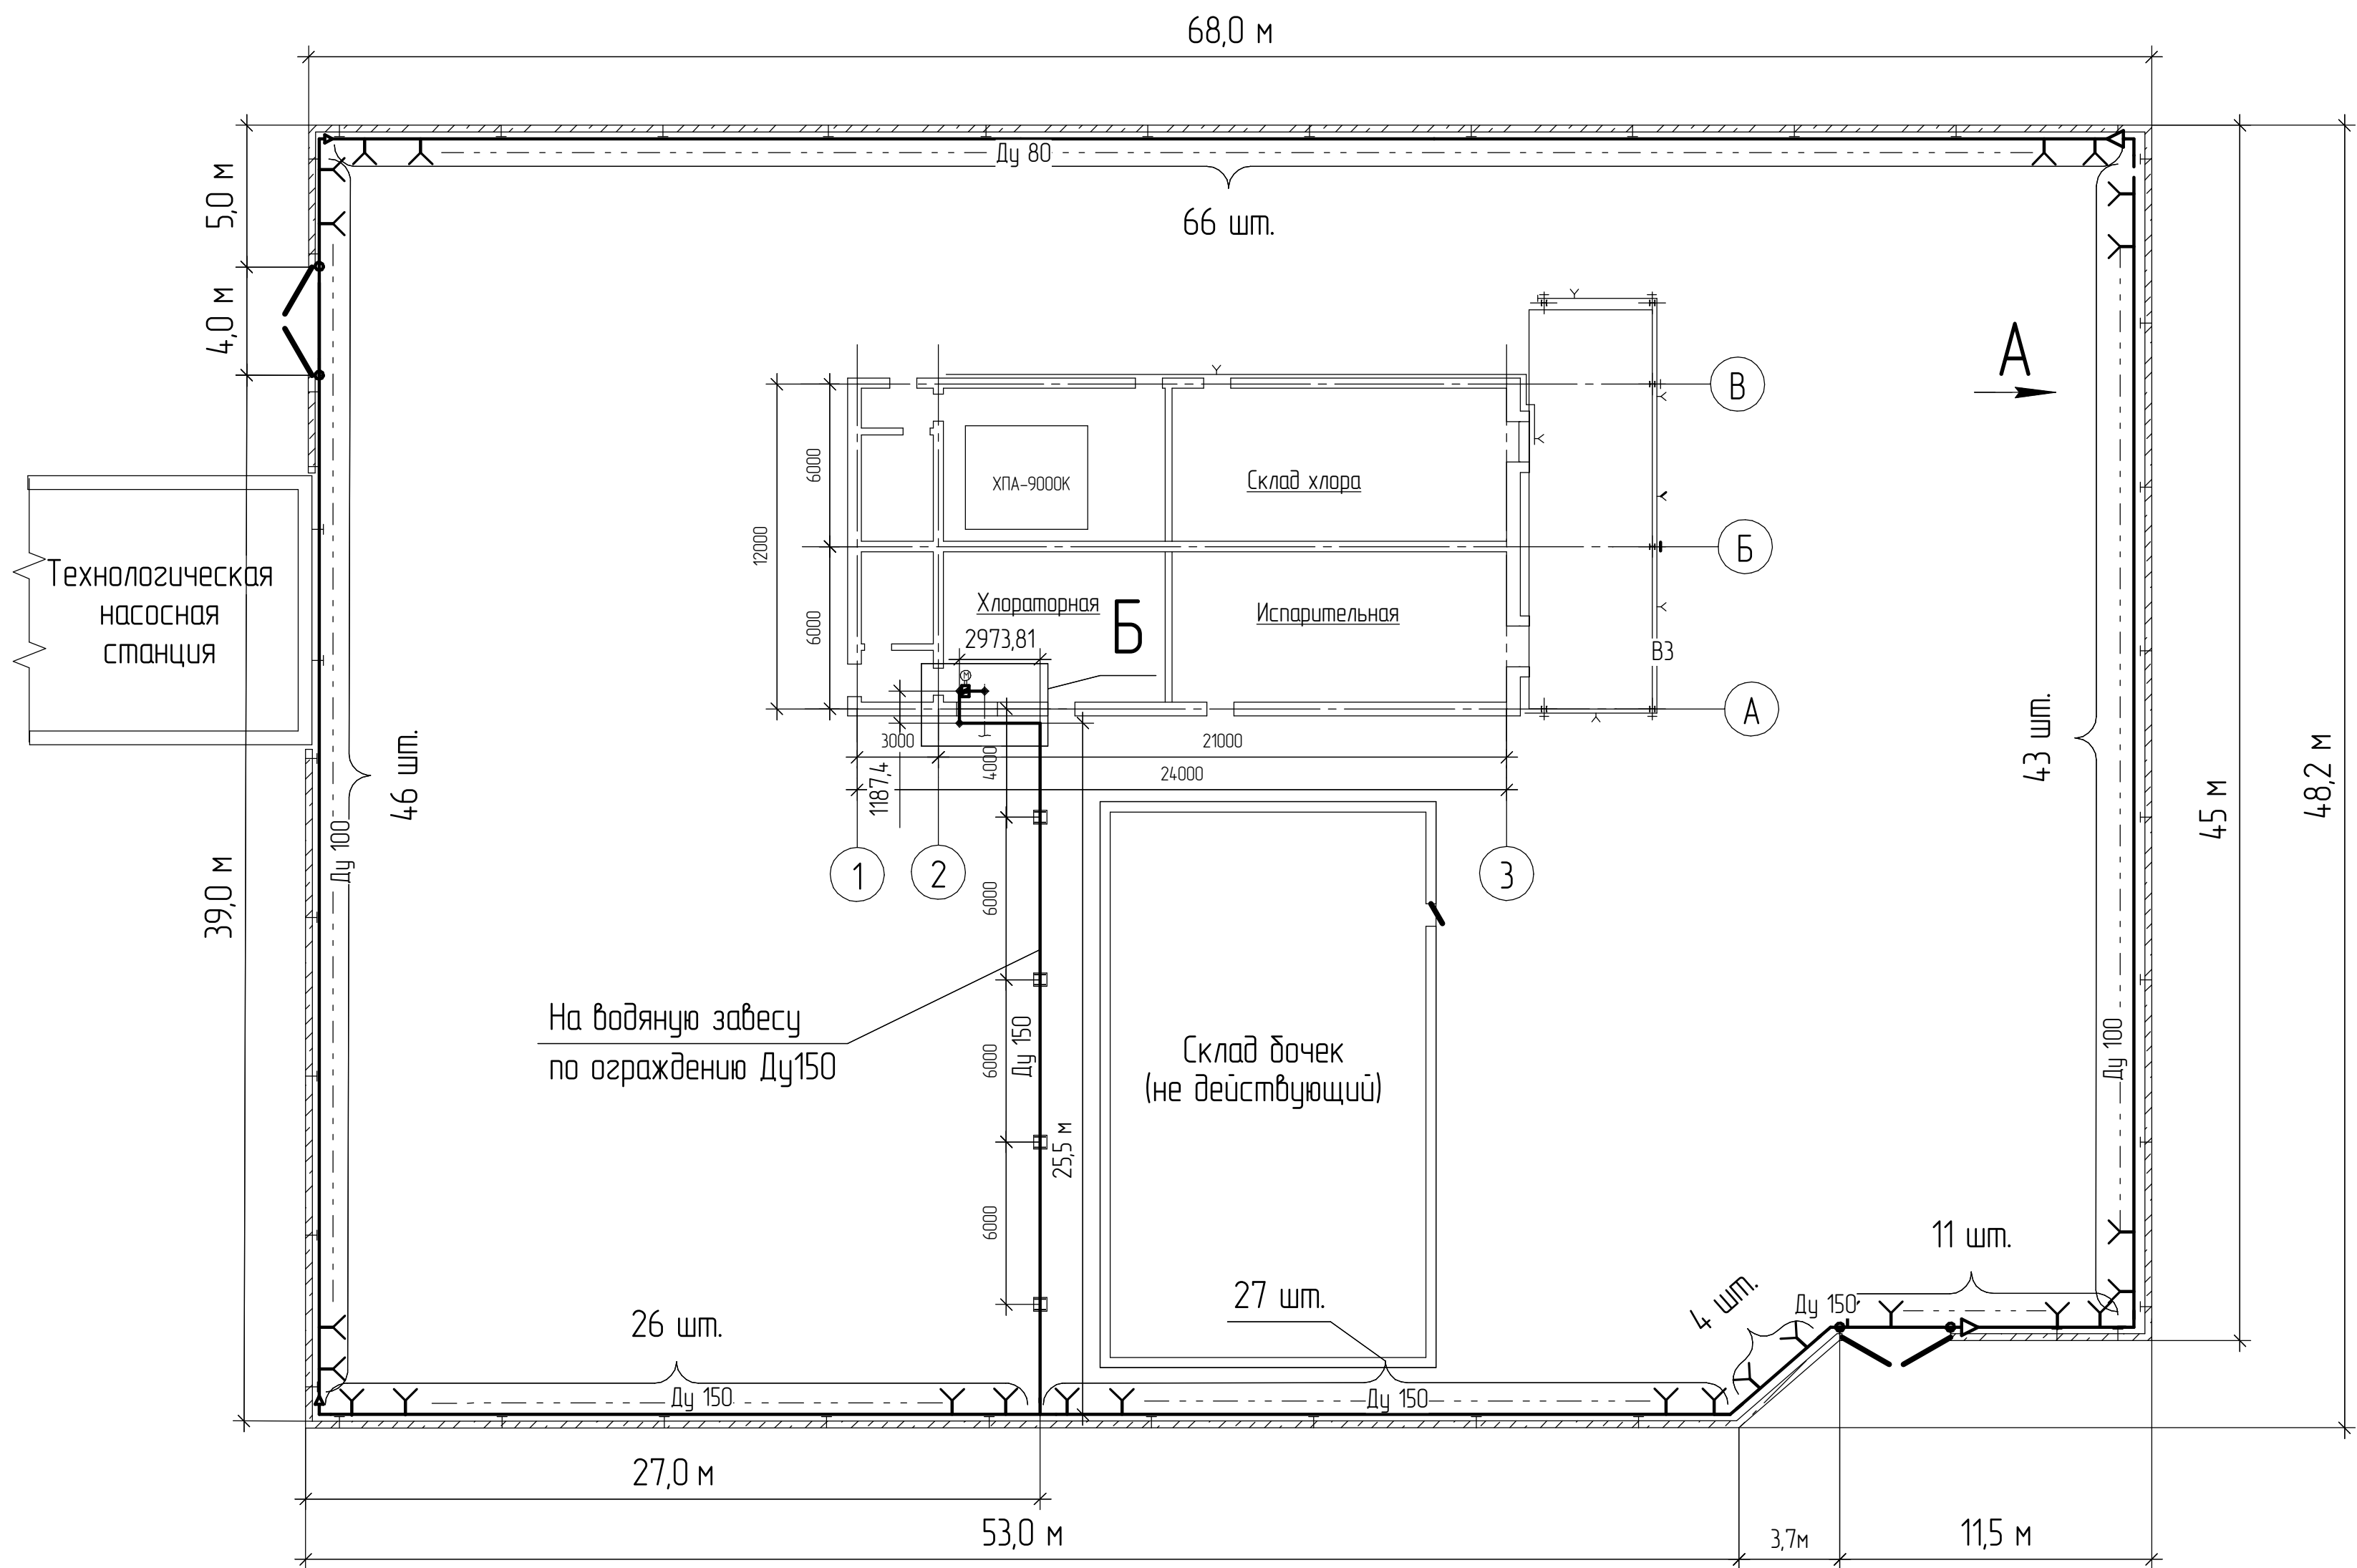 68,0 м
Ду 80
66 шт.
5,0 м
4,0 м
39,0 м
Технологическая
насосная
станция
46 шт.
Ду 100
12000
6000
6000
ХПА-9000К
Склад хлора
Хлораторная
Испарительная
2973,81
Б
М
В3
В
Б
А
А
3000
21000
24000
1187,4
4000
1
2
3
6000
6000
6000
Ду 150
25,5 м
На водяную завесу
по ограждению Ду150
Склад бочек
(не действующий)
43 шт.
Ду 100
45 м
48,2 м
26 шт.
Ду 150
27 шт.
Ду 150
4 шт.
Ду 150
11 шт.
27,0 м
53,0 м
3,7м
11,5 м